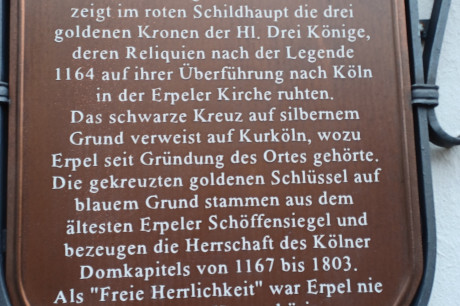 zeigt im roten Schildhaupt die drei
goldenen Kronen der Hl. Drei Könige,
deren Reliquien nach der Legende
1164 auf ihrer Überführung nach Köln
in der Erpeler Kirche ruhten.
Das schwarze Kreuz auf silbernem
Grund verweist auf Kurköln, wozu
Erpel seit Gründung des Ortes gehörte.
Die gekreuzten goldenen Schlüssel auf
blauem Grund stammen aus dem
ältesten Erpeler Schöffensiegel und
bezeugen die Herrschaft des Kölner
Domkapitels von 1167 bis 1803.
Als "Freie Herrlichkeit" war Erpel nie